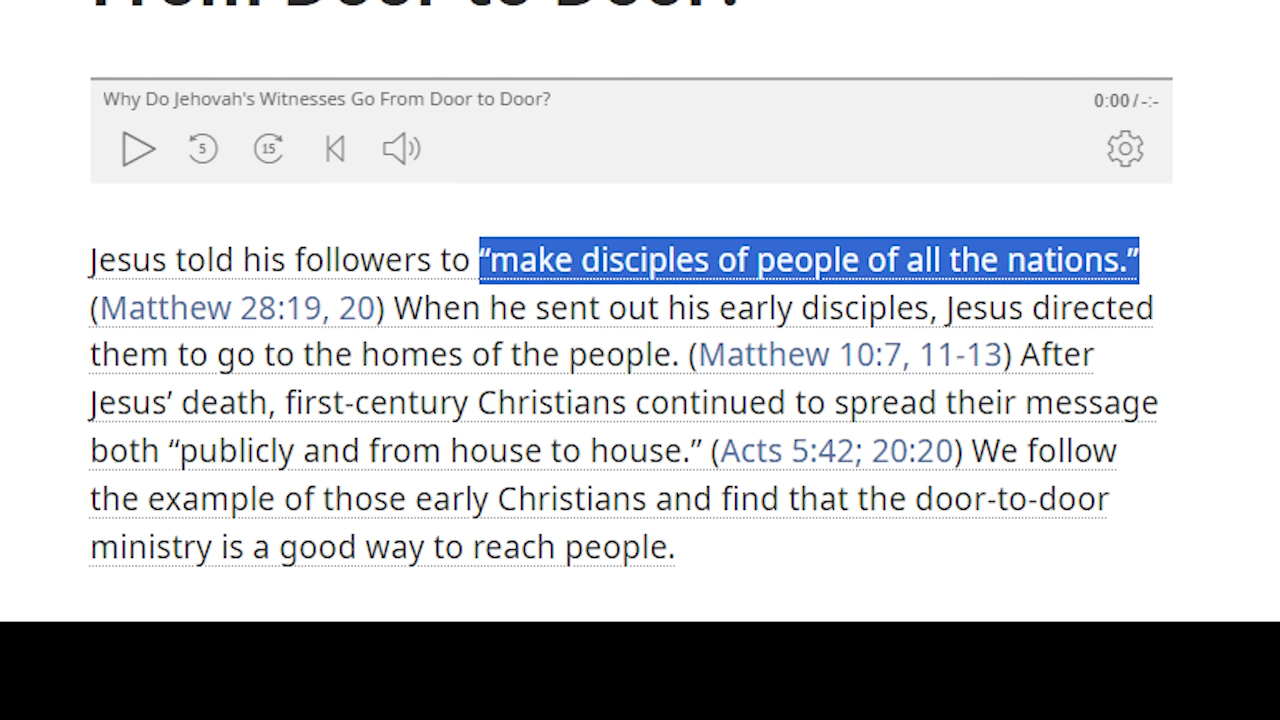 From Door to Door?
Why Do Jehovah's Witnesses Go From Door to Door?
0:00 / -:-
5
15
Jesus told his followers to “make disciples of people of all the nations.”
(Matthew 28:19, 20) When he sent out his early disciples, Jesus directed
them to go to the homes of the people. (Matthew 10:7, 11-13) After
Jesus’ death, first-century Christians continued to spread their message
both “publicly and from house to house.” (Acts 5:42; 20:20) We follow
the example of those early Christians and find that the door-to-door
ministry is a good way to reach people.